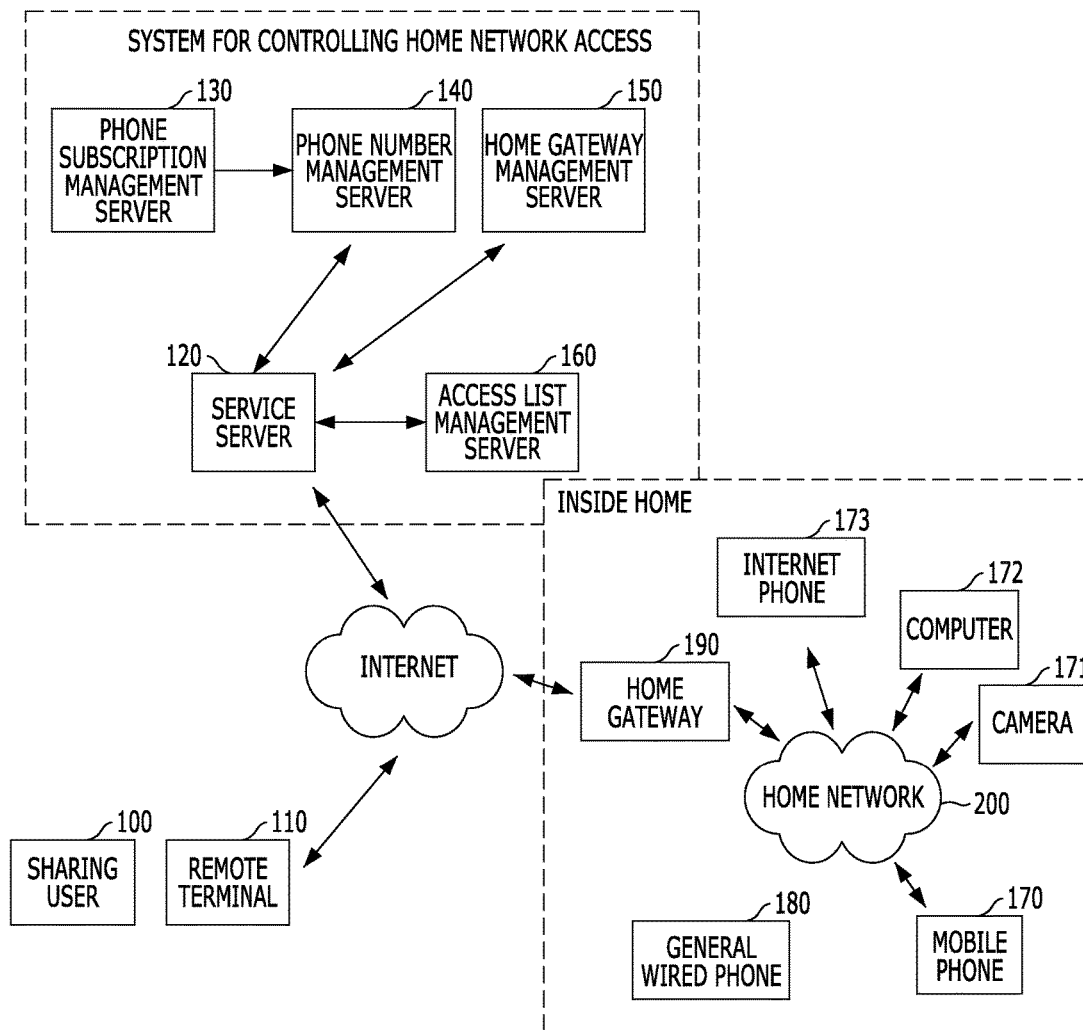 SYSTEM FOR CONTROLLING HOME NETWORK ACCESS
130
PHONE
SUBSCRIPTION
MANAGEMENT
SERVER
140
PHONE NUMBER
MANAGEMENT
SERVER
150
HOME GATEWAY
MANAGEMENT
SERVER
120
SERVICE
SERVER
160
ACCESS LIST
MANAGEMENT
SERVER
INSIDE HOME
173
INTERNET
PHONE
172
COMPUTER
171
CAMERA
INTERNET
190
HOME
GATEWAY
HOME NETWORK
200
100
SHARING
USER
110
REMOTE
TERMINAL
180
GENERAL
WIRED PHONE
170
MOBILE
PHONE